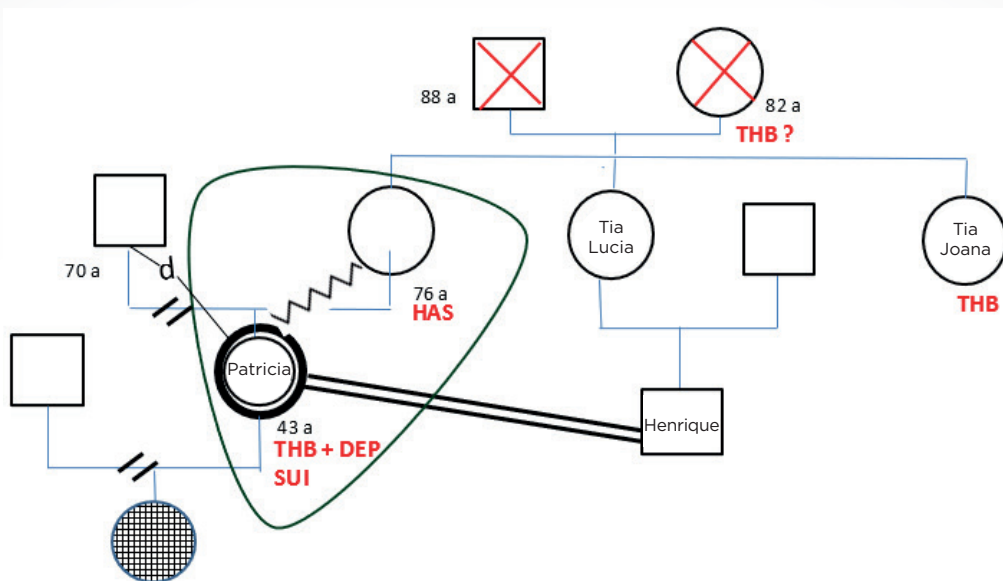 88 a
82 a
THB ?
70 a
d
76 a
HAS
Tia
Lucia
Tia
Joana
THB
Patricia
43 a
THB + DEP
SUI
Henrique